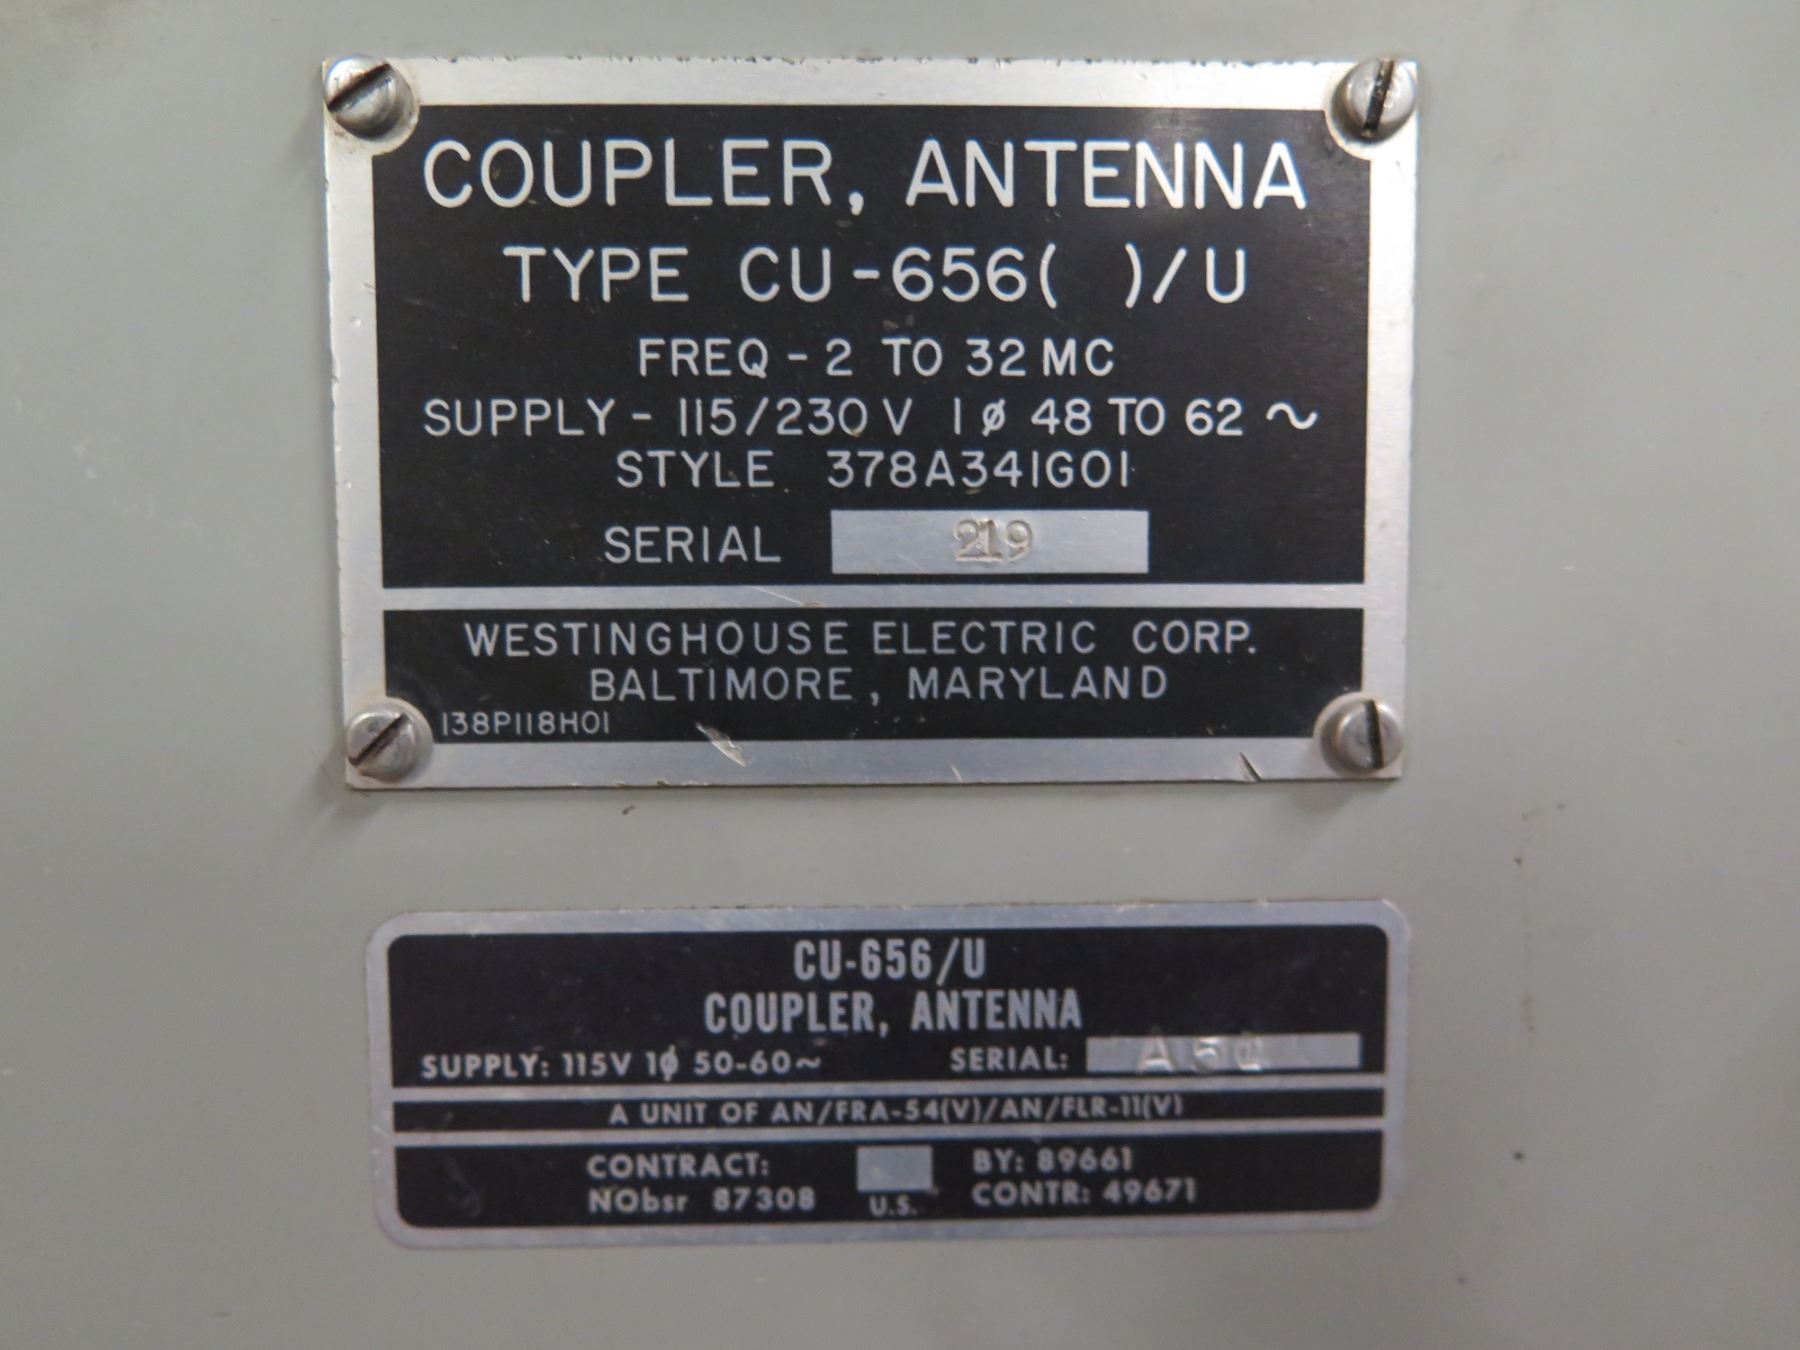 COUPLER, ANTENNA
TYPE CU-656( )/U
FREQ - 2 TO 32 MC
SUPPLY - 115/230 V 1 ø 48 TO 62 ~
STYLE 378A341G01
SERIAL 219
WESTINGHOUSE ELECTRIC CORP.
BALTIMORE, MARYLAND
138P118H01
CU-656/U
COUPLER, ANTENNA
SUPPLY: 115V 1ø 50-60~ SERIAL:
A UNIT OF AN/FRA-54(V)/AN/FLR-11(V)
CONTRACT: BY: 89661
NObsr 87308 U.S. CONTR: 49671